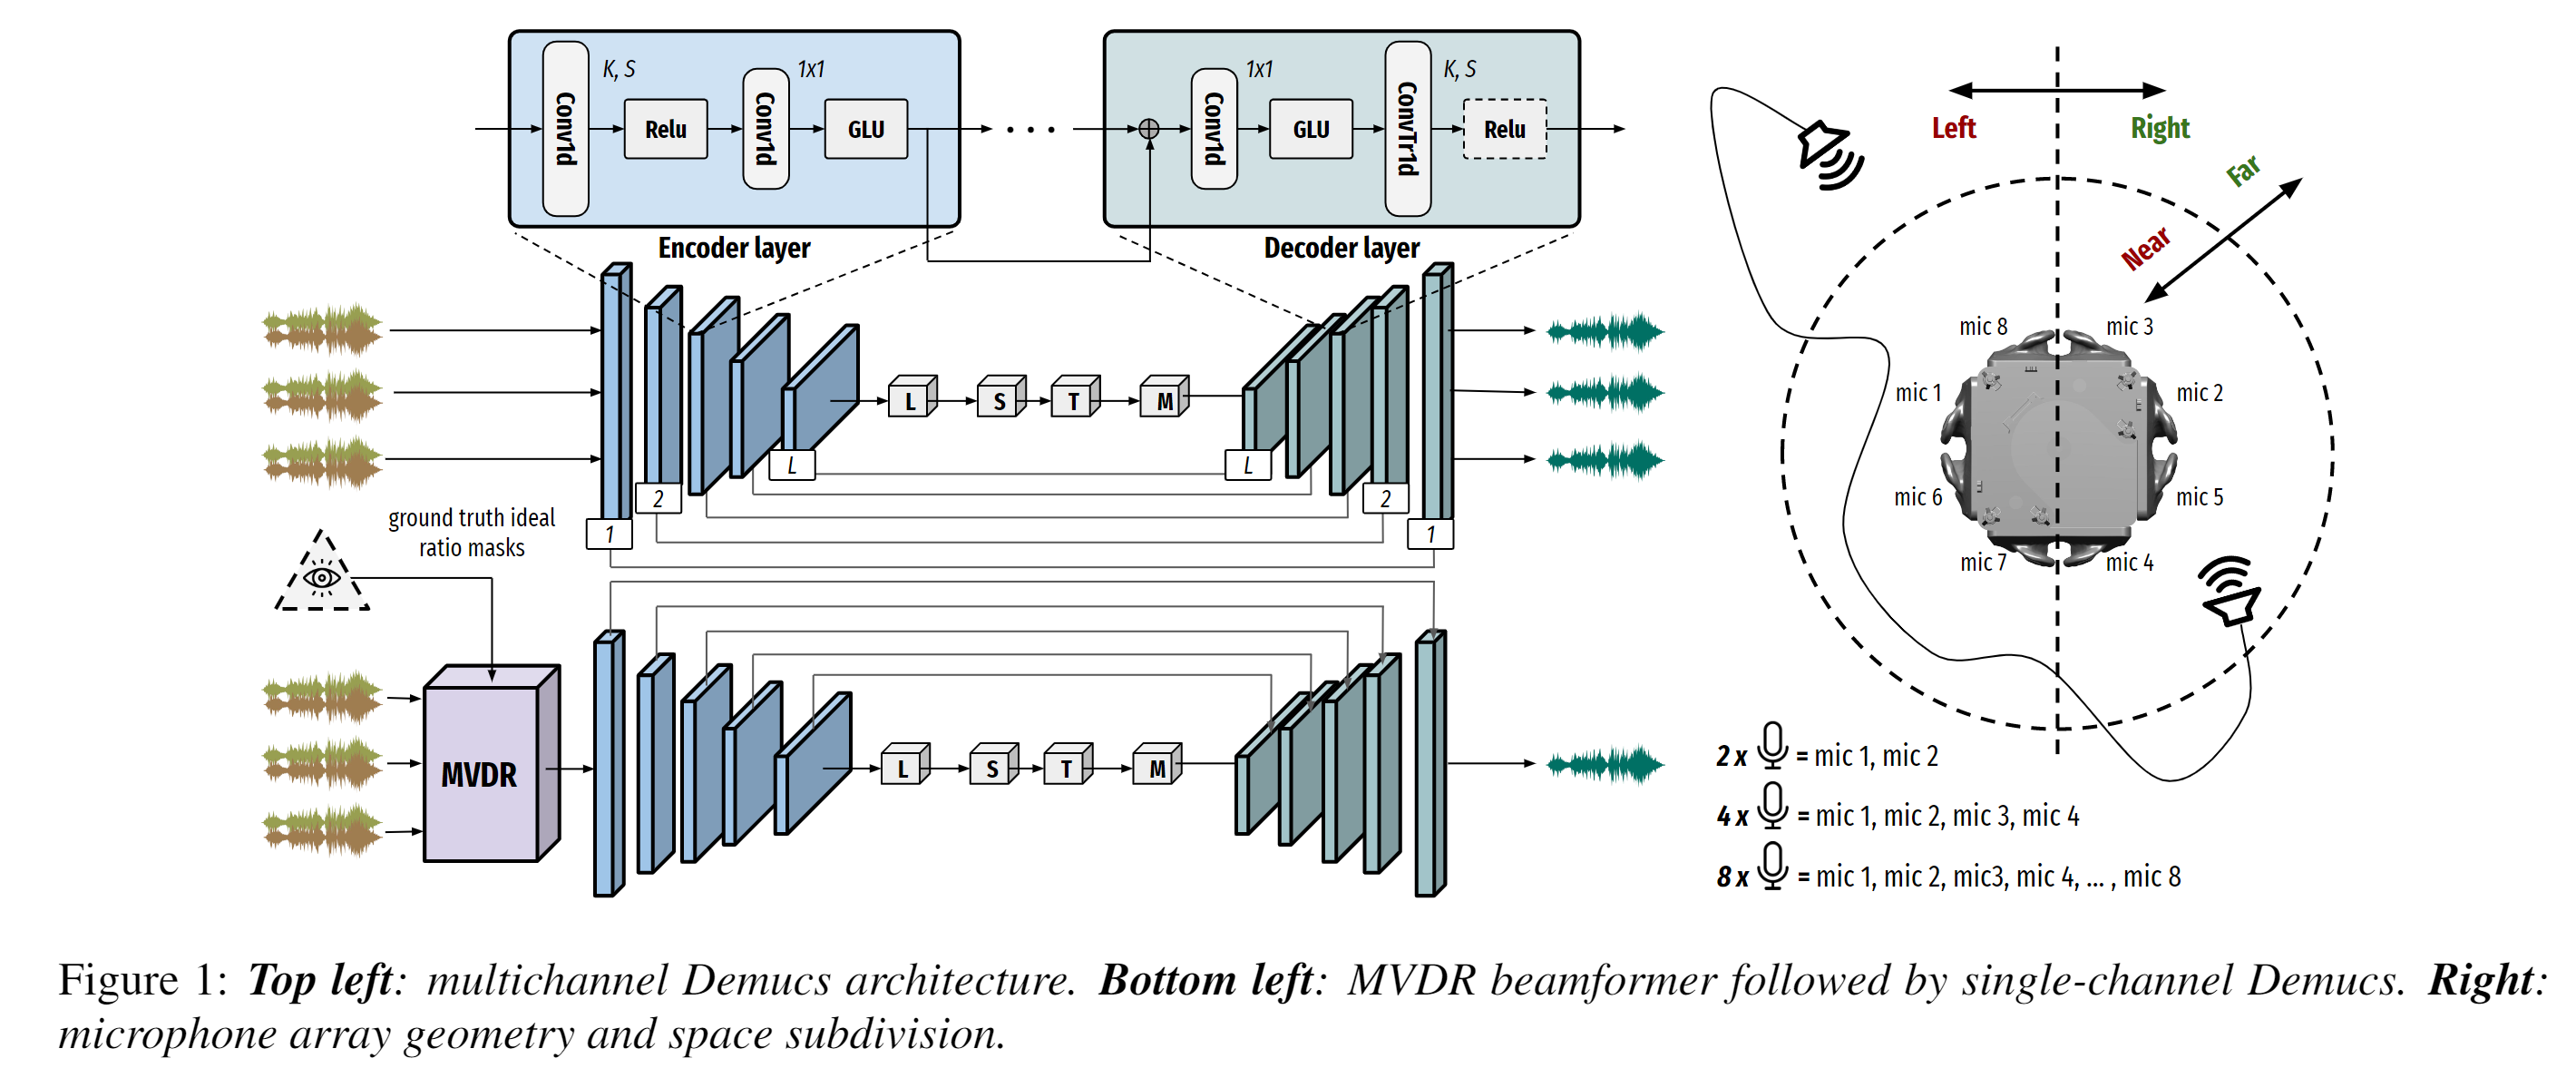 K, S
1x1
Conv1d
Relu
Conv1d
GLU
Encoder layer
1x1
K, S
Conv1d
GLU
ConvTr1d
Relu
Decoder layer
L
S
T
M
L
L
2
2
1
1
ground truth ideal
ratio masks
MVDR
L
S
T
M
Left
Right
Far
Near
mic 8
mic 3
mic 1
mic 2
mic 6
mic 5
mic 7
mic 4
2 x = mic 1, mic 2
4 x = mic 1, mic 2, mic 3, mic 4
8 x = mic 1, mic 2, mic3, mic 4, ... , mic 8
Figure 1: Top left: multichannel Demucs architecture. Bottom left: MVDR beamformer followed by single-channel Demucs. Right:
microphone array geometry and space subdivision.